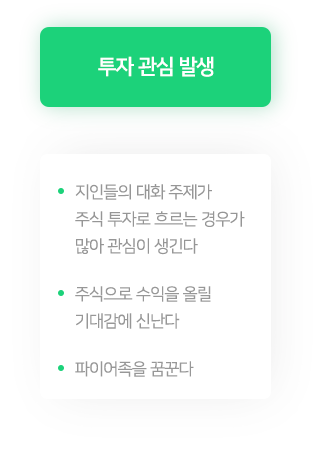 투자 관심 발생
지인들의 대화 주제가
주식 투자로 흐르는 경우가
많아 관심이 생긴다
주식으로 수익을 올릴
기대감에 신난다
파이어족을 꿈꾼다